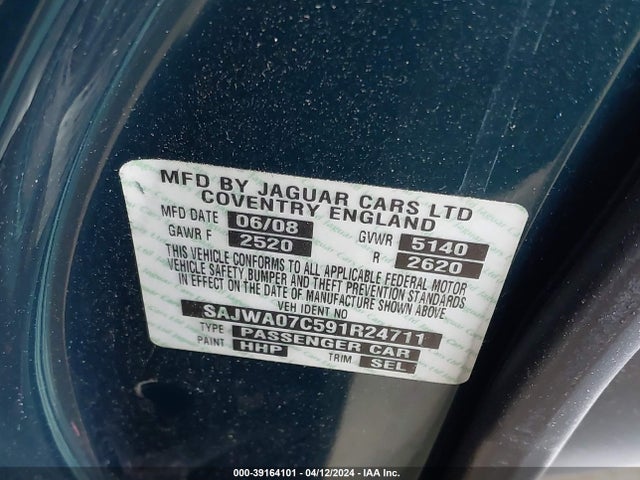 MFD BY JAGUAR CARS LTD
COVENTRY ENGLAND
MFD DATE 06/08 GVWR 5140
GAWR F 2520 R 2620
THIS VEHICLE CONFORMS TO ALL APPLICABLE FEDERAL MOTOR
VEHICLE SAFETY, BUMPER AND THEFT PREVENTION STANDARDS
IN EFFECT ON THE DATE OF MANUFACTURE SHOWN ABOVE
VEH IDENT NO
SAJWA07C591R24711
TYPE PASSENGER CAR
PAINT HHP TRIM SEL
000-39164101 - 04/12/2024 - IAA Inc.